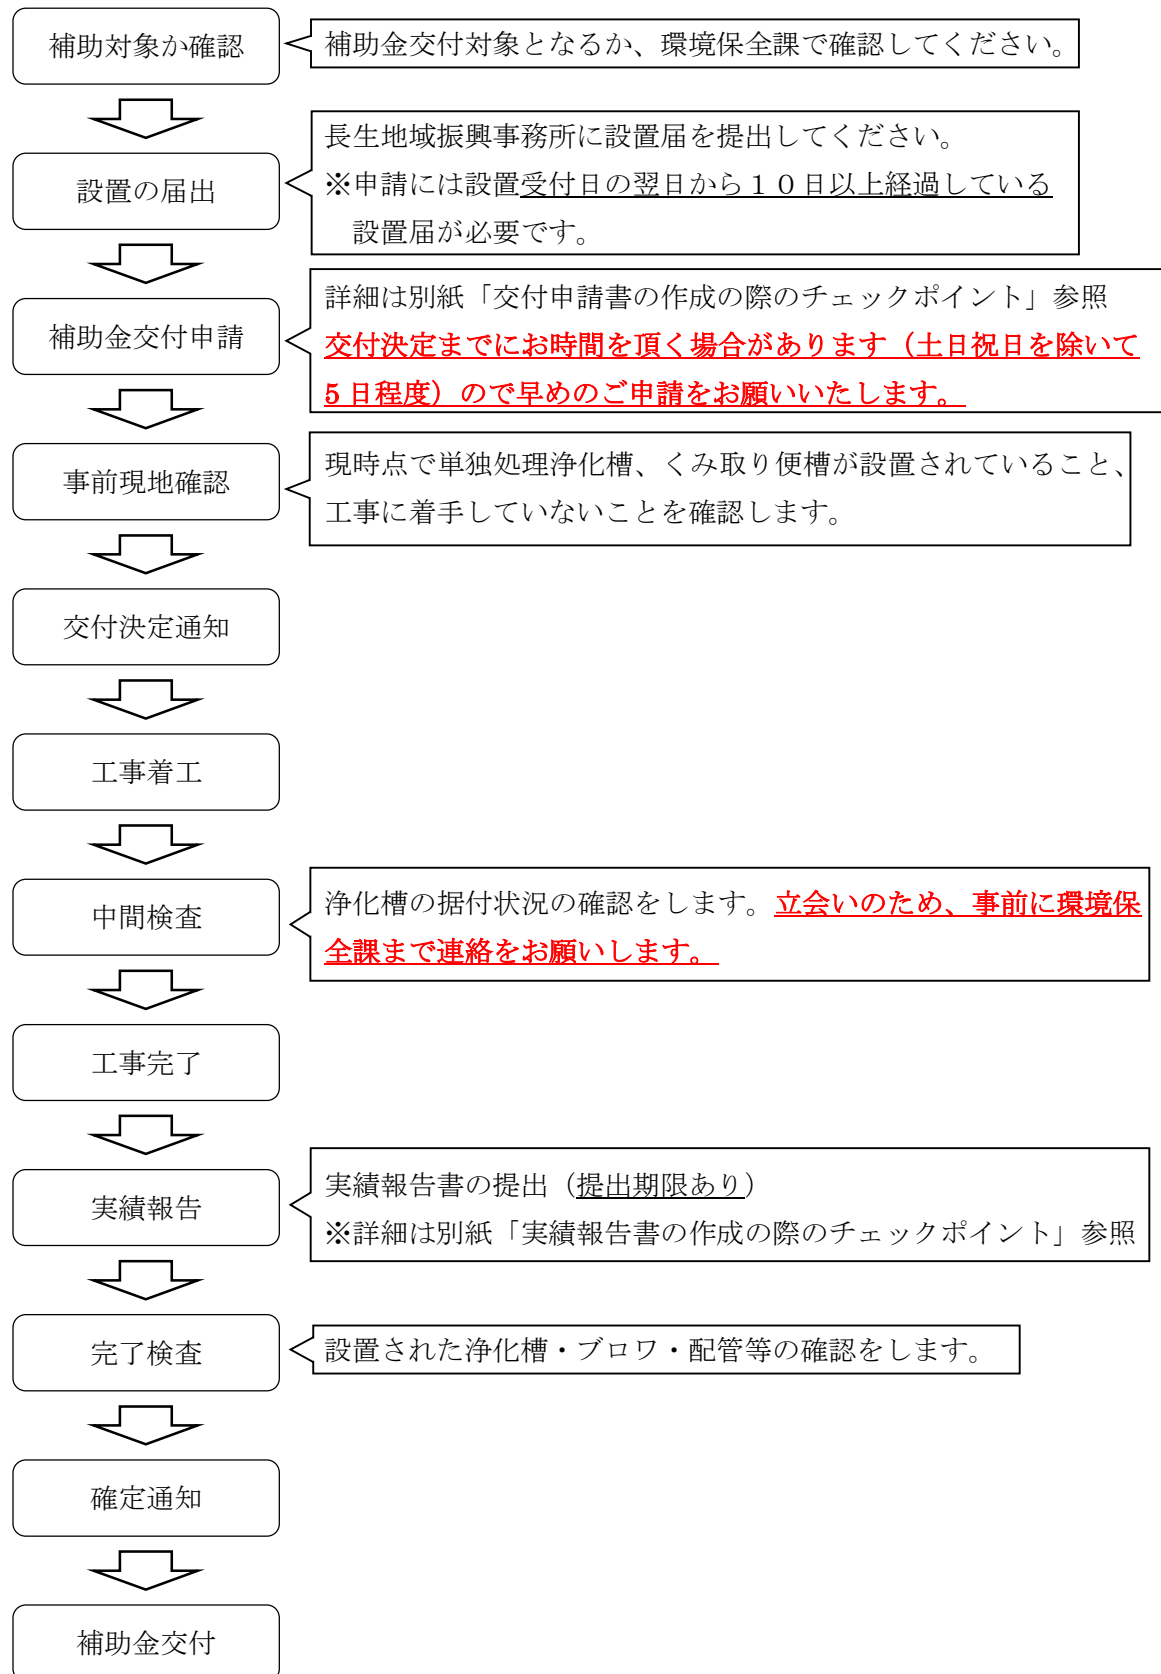 補助対象か確認
補助金交付対象となるか、環境保全課で確認してください。
設置の届出
長生地域振興事務所に設置届を提出してください。
※申請には設置受付日の翌日から１０日以上経過している
設置届が必要です。
補助金交付申請
詳細は別紙「交付申請書の作成の際のチェックポイント」参照
交付決定までにお時間を頂く場合があります（土日祝日を除いて
5 日程度）ので早めのご申請をお願いいたします。
事前現地確認
現時点で単独処理浄化槽、くみ取り便槽が設置されていること、
工事に着手していないことを確認します。
交付決定通知
工事着工
中間検査
浄化槽の据付状況の確認をします。立会いのため、事前に環境保
全課まで連絡をお願いします。
工事完了
実績報告
実績報告書の提出（提出期限あり）
※詳細は別紙「実績報告書の作成の際のチェックポイント」参照
完了検査
設置された浄化槽・ブロワ・配管等の確認をします。
確定通知
補助金交付